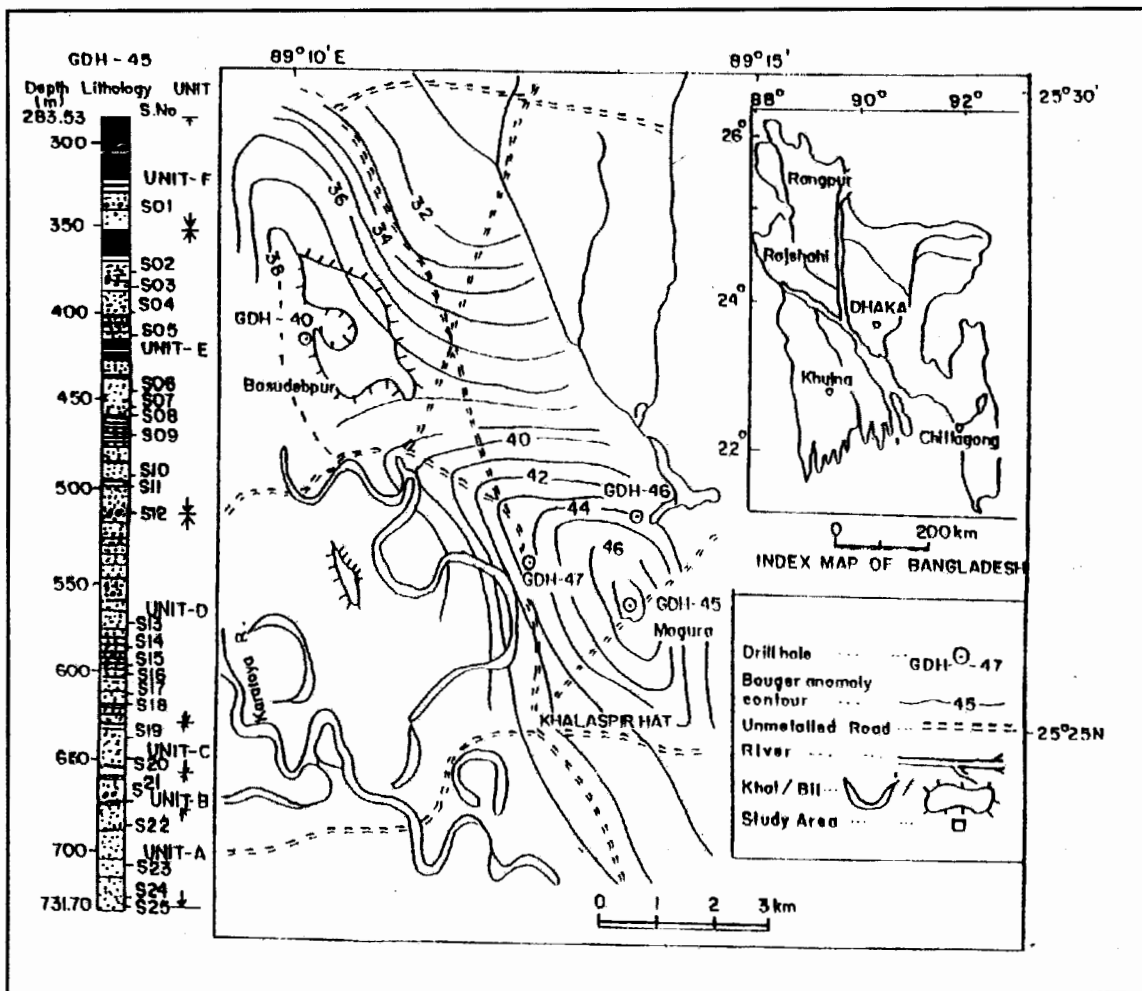 GDH - 45
Depth Lithology UNIT
(m)
S.No
283.53
300
UNIT-F
S01
350
S02
S03
S04
400
S05
UNIT-E
S06
450
S07
S08
S09
S10
S11
500
S12
550
UNIT-D
S13
S14
S15
600
S16
S17
S18
S19
UNIT-C
650
S20
S21
UNIT-B
S22
700
UNIT-A
S23
S24
731.70
S25
89°10'E
89°15'
25°30'
25°25N
36
34
32
38
GDH - 40
Basudebpur
40
42
GDH-46
44
46
GDH-47
GDH-45
Magura
KHALASPIR HAT
Karatoya R.
0 1 2 3 km
88° 90° 92°
26°
24°
22°
Rangpur
Rajshahi
DHAKA
Khulna
Chittagong
0 200 km
INDEX MAP OF BANGLADESH
Drill hole ... ... GDH-47
Bouger anomaly
contour ... ... 45
Unmetalled Road ...
River ... ...
Khal / Bil ...
Study Area ... ...